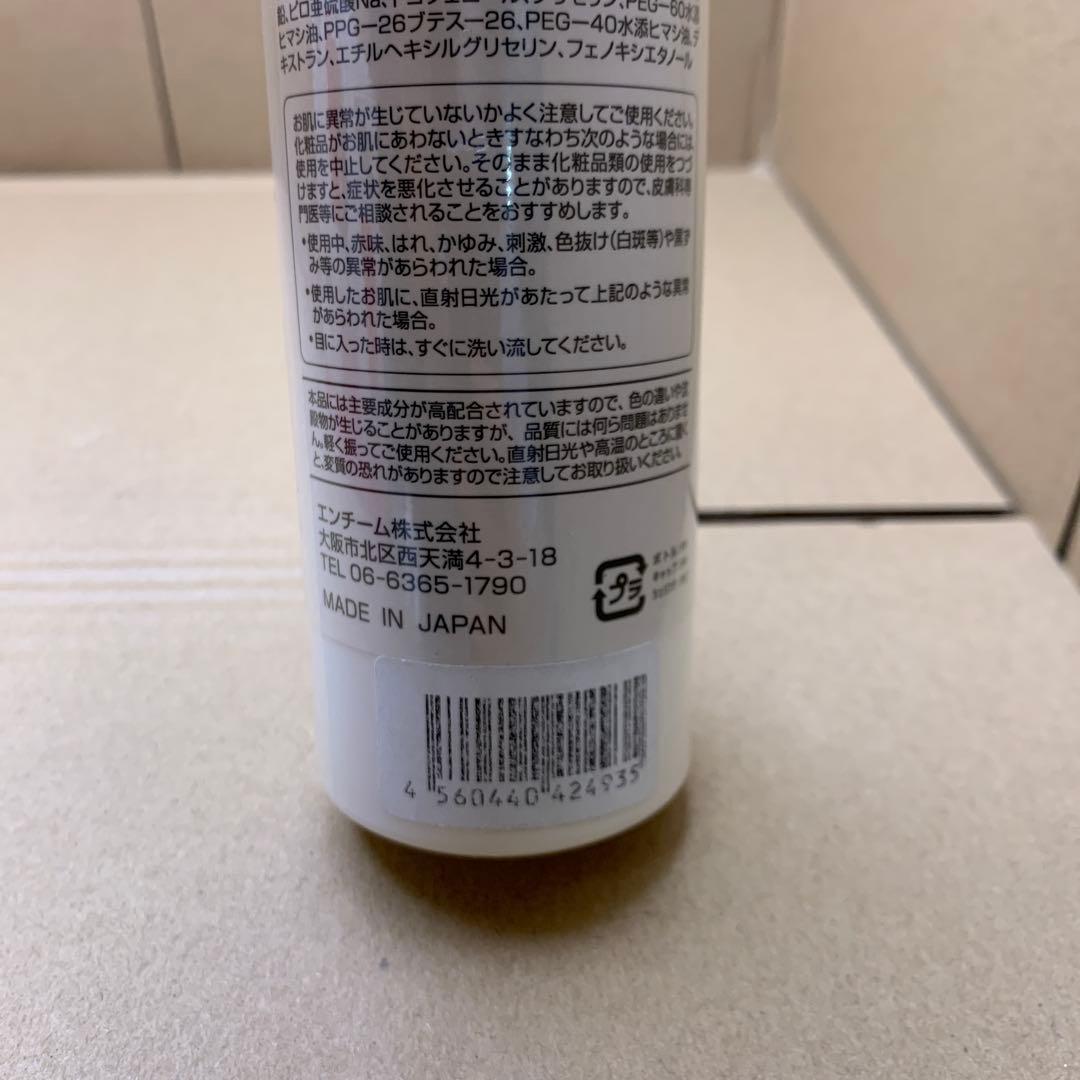 鉛、ピロ亜硫酸Na、トコフェロール、グリセリン、PEG−60水添
ヒマシ油、PPG−26ブテスー26、PEG−40水添ヒマシ油、デ
キストラン、エチルヘキシルグリセリン、フェノキシエタノール
お肌に異常が生じていないかよく注意してご使用ください。
化粧品がお肌にあわないときすなわち次のような場合には、
使用を中止してください。そのまま化粧品類の使用をつづ
けますと、症状を悪化させることがありますので、皮膚科専
門医等にご相談されることをおすすめします。
・使用中、赤味、はれ、かゆみ、刺激、色抜け(白斑等)や黒ず
み等の異常があらわれた場合。
・使用したお肌に、直射日光があたって上記のような異常
があらわれた場合。
・目に入った時は、すぐに洗い流してください。
本品には主要成分が高配合されていますので、色の違いや沈
殿物が生じることがありますが、品質には何ら問題はありませ
ん。軽く振ってご使用ください。直射日光や高温のところに置く
と、変質の恐れがありますので注意してお取り扱いください。
エンチーム株式会社
大阪市北区西天満4-3-18
TEL 06-6365-1790
MADE IN JAPAN
プラ
4 560440 424935